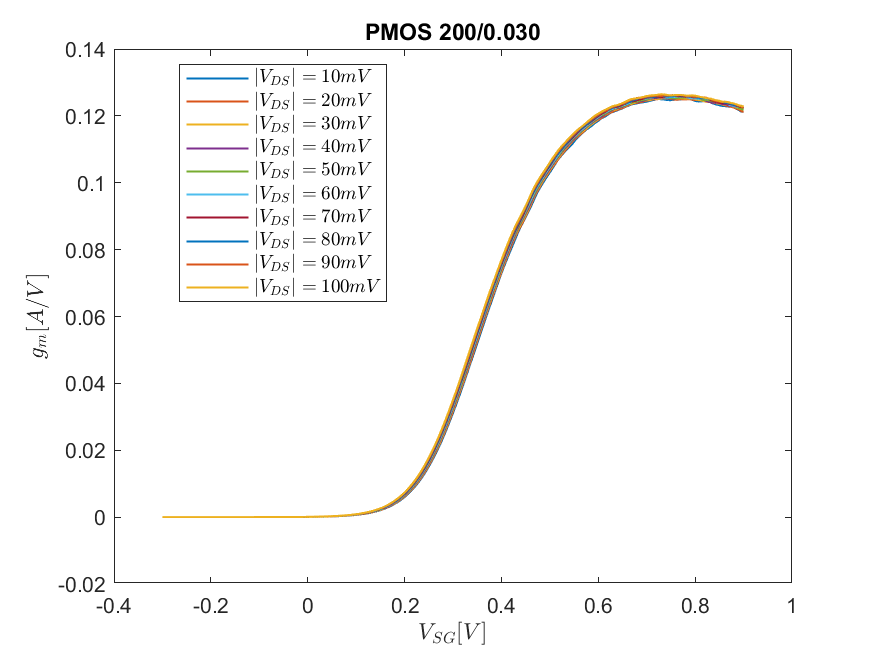 PMOS 200/0.030
|V_DS| = 10mV
|V_DS| = 20mV
|V_DS| = 30mV
|V_DS| = 40mV
|V_DS| = 50mV
|V_DS| = 60mV
|V_DS| = 70mV
|V_DS| = 80mV
|V_DS| = 90mV
|V_DS| = 100mV
g_m[A/V]
0.14
0.12
0.1
0.08
0.06
0.04
0.02
0
-0.02
-0.4 -0.2 0 0.2 0.4 0.6 0.8 1
V_SG[V]